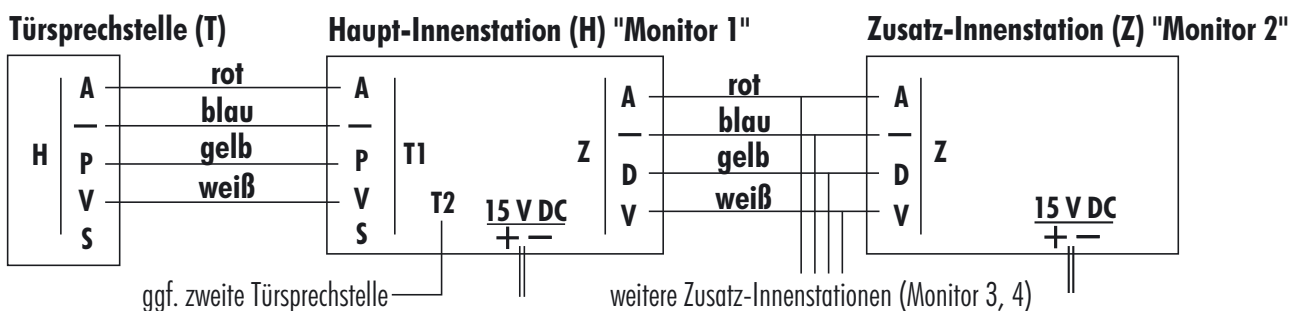 Türsprechstelle (T)
Haupt-Innenstation (H) "Monitor 1"
Zusatz-Innenstation (Z) "Monitor 2"
H
A
—
P
V
S
rot
blau
gelb
weiß
A
—
P
V
S
T1
T2
15 V DC
+ —
Z
A
—
D
V
rot
blau
gelb
weiß
A
—
D
V
Z
15 V DC
+ —
ggf. zweite Türsprechstelle
weitere Zusatz-Innenstationen (Monitor 3, 4)